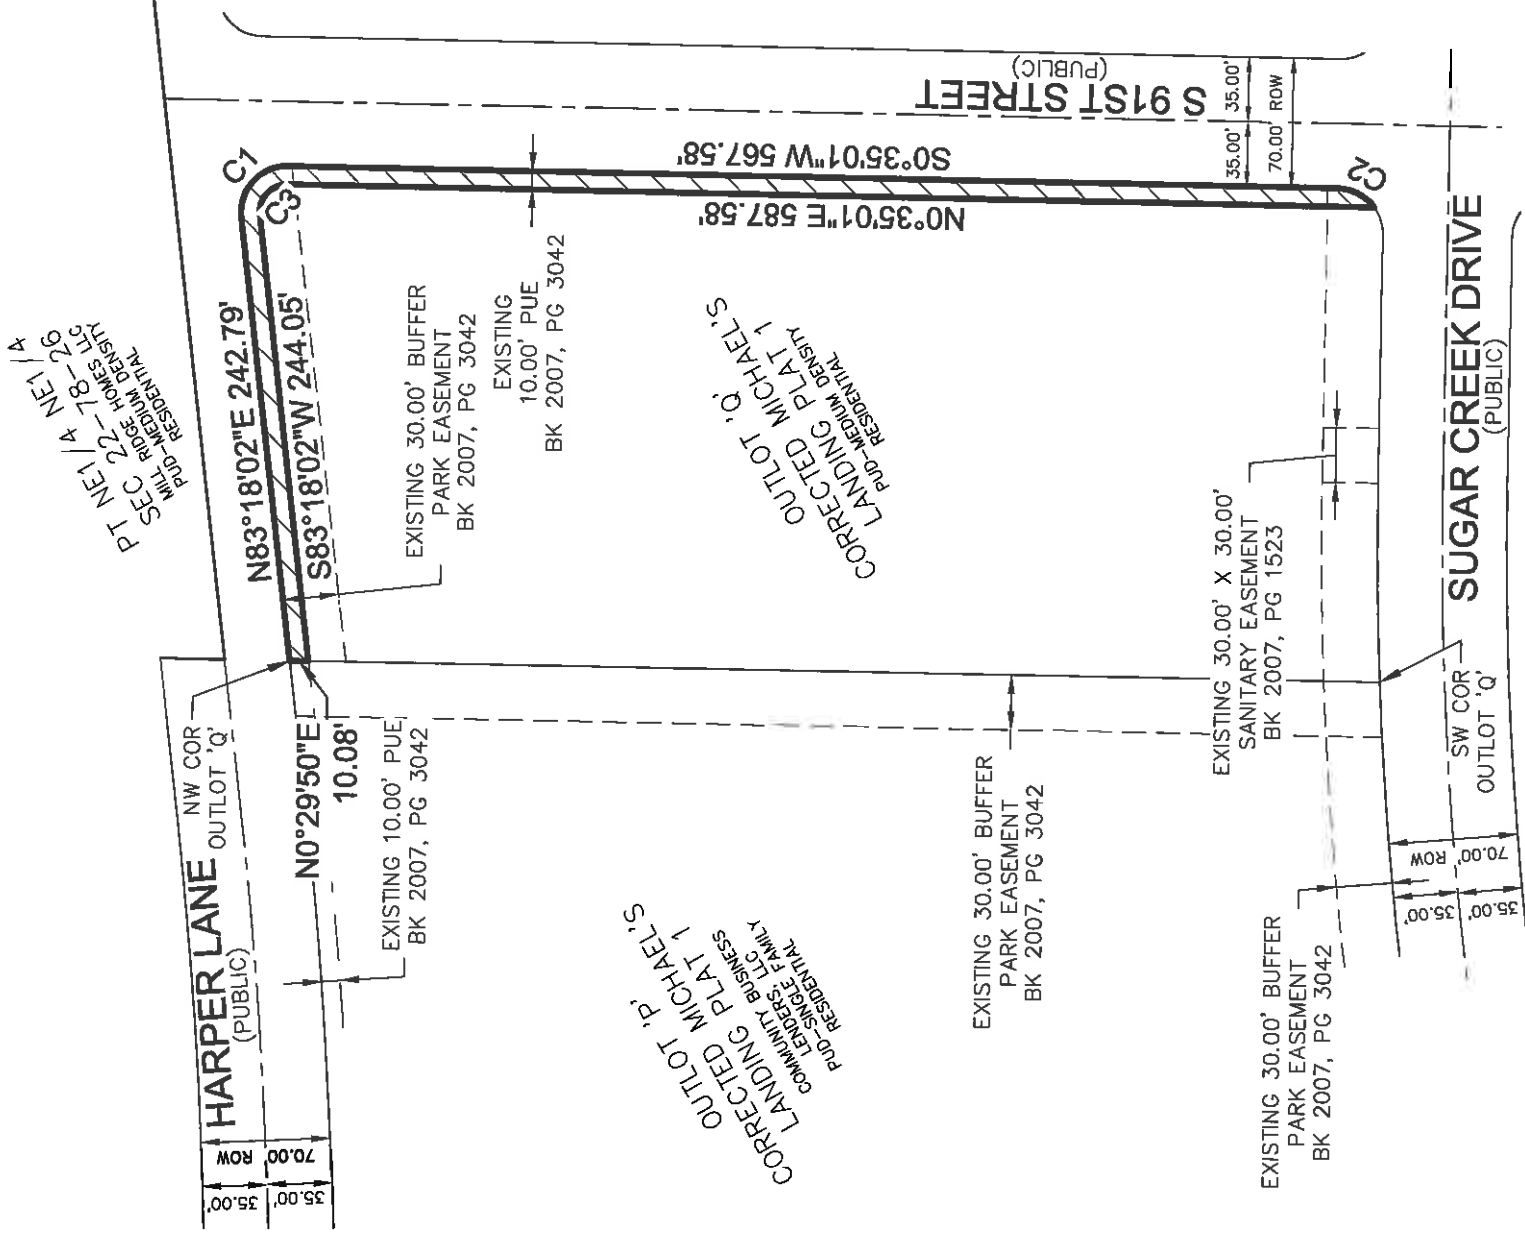 PT NE1/4 NE1/4
SEC 22-78-26
MILL RIDGE HOMES LLC
PUD-MEDIUM DENSITY
RESIDENTIAL
S 91ST STREET
(PUBLIC)
35.00' 35.00'
70.00' ROW
C1
C3
C2
S0°35'01"W 567.58'
N0°35'01"E 587.58'
N83°18'02"E 242.79'
S83°18'02"W 244.05'
EXISTING 30.00' BUFFER
PARK EASEMENT
BK 2007, PG 3042
EXISTING
10.00' PUE
BK 2007, PG 3042
OUTLOT 'Q'
CORRECTED MICHAEL'S
LANDING PLAT 1
PUD-MEDIUM DENSITY
RESIDENTIAL
HARPER LANE
(PUBLIC)
NW COR
OUTLOT 'Q'
N0°29'50"E
10.08'
EXISTING 10.00' PUE
BK 2007, PG 3042
70.00' ROW
35.00' 35.00'
OUTLOT 'P'
CORRECTED MICHAEL'S
LANDING PLAT 1
COMMUNITY BUSINESS
LENDERS, LLC
PUD-SINGLE FAMILY
RESIDENTIAL
EXISTING 30.00' BUFFER
PARK EASEMENT
BK 2007, PG 3042
EXISTING 30.00' X 30.00'
SANITARY EASEMENT
BK 2007, PG 1523
SUGAR CREEK DRIVE
(PUBLIC)
SW COR
OUTLOT 'Q'
70.00' ROW
35.00' 35.00'
EXISTING 30.00' BUFFER
PARK EASEMENT
BK 2007, PG 3042